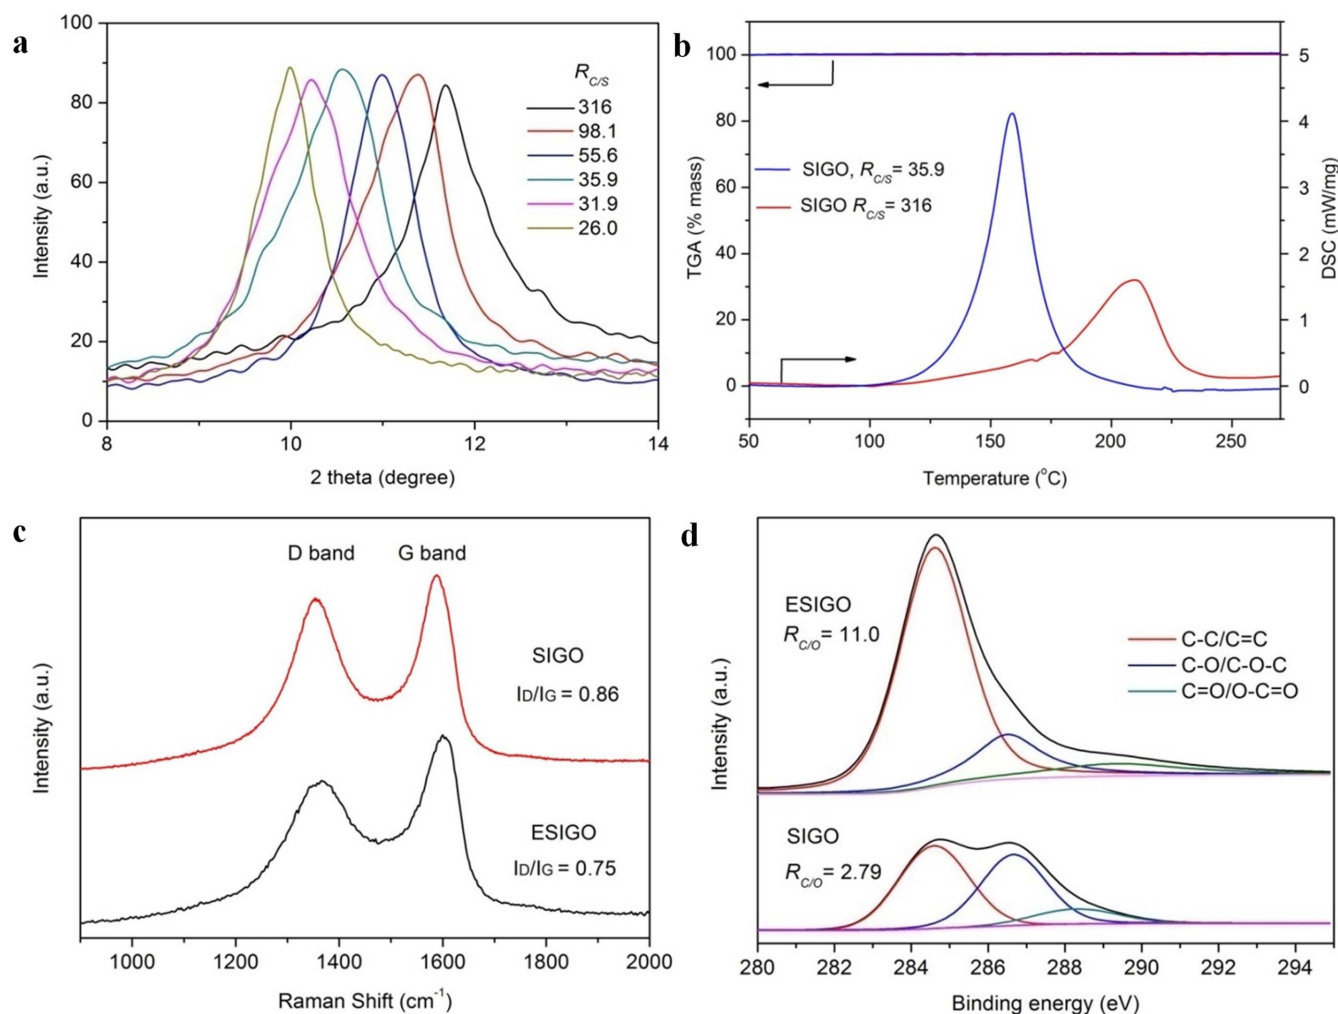 a
100
80
60
40
20
0
Intensity (a.u.)
R_C/S
316
98.1
55.6
35.9
31.9
26.0
8
10
12
14
2 theta (degree)
b
100
80
60
40
20
0
TGA (% mass)
5
4
3
2
1
0
DSC (mW/mg)
SIGO, R_C/S = 35.9
SIGO R_C/S = 316
50
100
150
200
250
Temperature (°C)
c
D band
G band
SIGO
ID/IG = 0.86
ESIGO
ID/IG = 0.75
Intensity (a.u.)
1000
1200
1400
1600
1800
2000
Raman Shift (cm⁻¹)
d
ESIGO
R_C/O = 11.0
C-C/C=C
C-O/C-O-C
C=O/O-C=O
SIGO
R_C/O = 2.79
Intensity (a.u.)
280
282
284
286
288
290
292
294
Binding energy (eV)